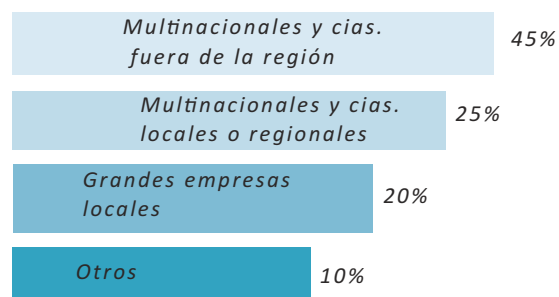 Multinacionales y cias.
fuera de la región
45%
Multinacionales y cias.
locales o regionales
25%
Grandes empresas
locales
20%
Otros
10%